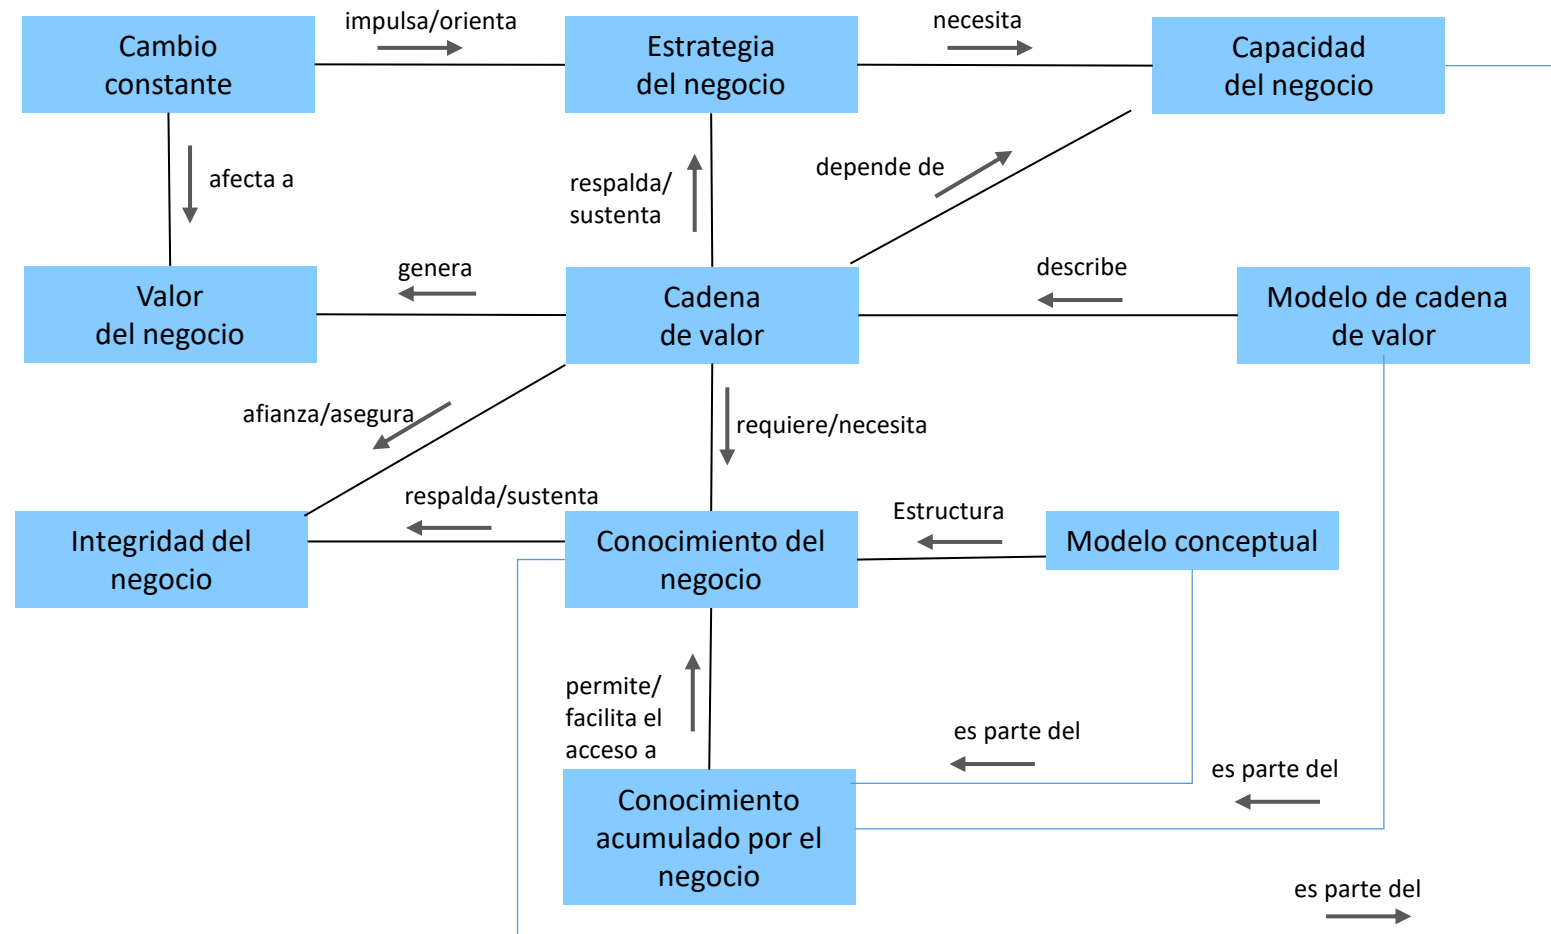 impulsa/orienta
necesita
Cambio
constante
Estrategia
del negocio
Capacidad
del negocio
afecta a
respalda/
sustenta
depende de
genera
describe
Valor
del negocio
Cadena
de valor
Modelo de cadena
de valor
afianza/asegura
requiere/necesita
respalda/sustenta
Estructura
Integridad del
negocio
Conocimiento del
negocio
Modelo conceptual
permite/
facilita el
acceso a
es parte del
es parte del
Conocimiento
acumulado por el
negocio
es parte del